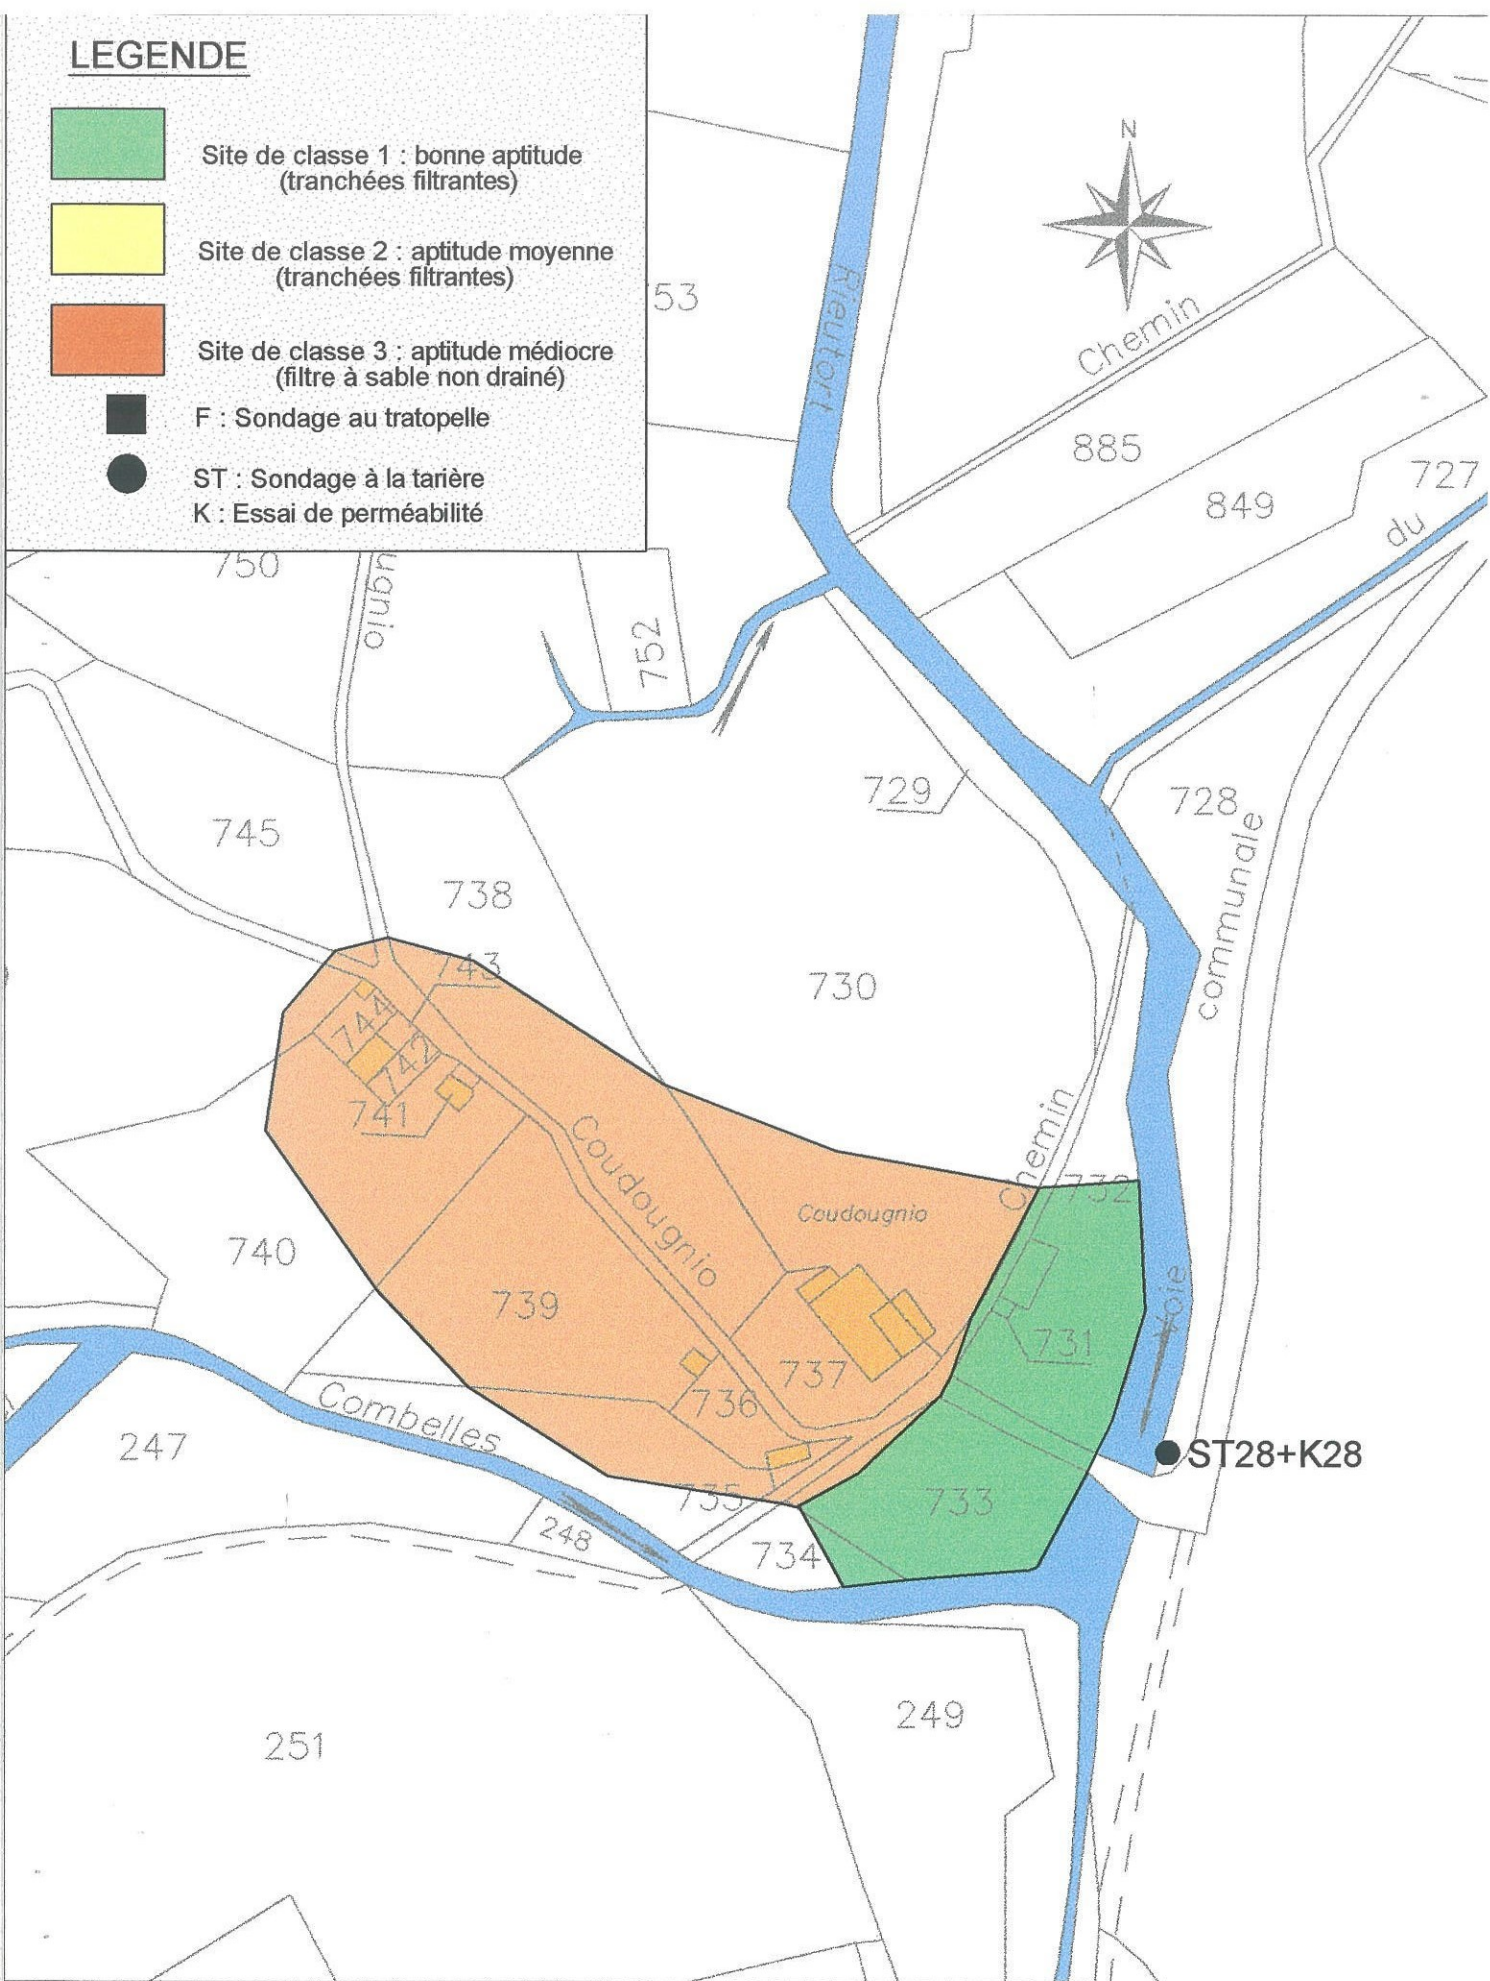 LEGENDE
Site de classe 1 : bonne aptitude
(tranchées filtrantes)
Site de classe 2 : aptitude moyenne
(tranchées filtrantes)
Site de classe 3 : aptitude médiocre
(filtre à sable non drainé)
F : Sondage au tratopelle
ST : Sondage à la tarière
K : Essai de perméabilité
N
53
Rieutort
Chemin
885
849
727
du
750
ugnio
752
729
728
communale
745
738
743
730
744
742
741
Coudougnio
Chemin
732
Coudougnio
740
739
Voie
731
737
736
Combelles
247
ST28+K28
735
733
248
734
249
251